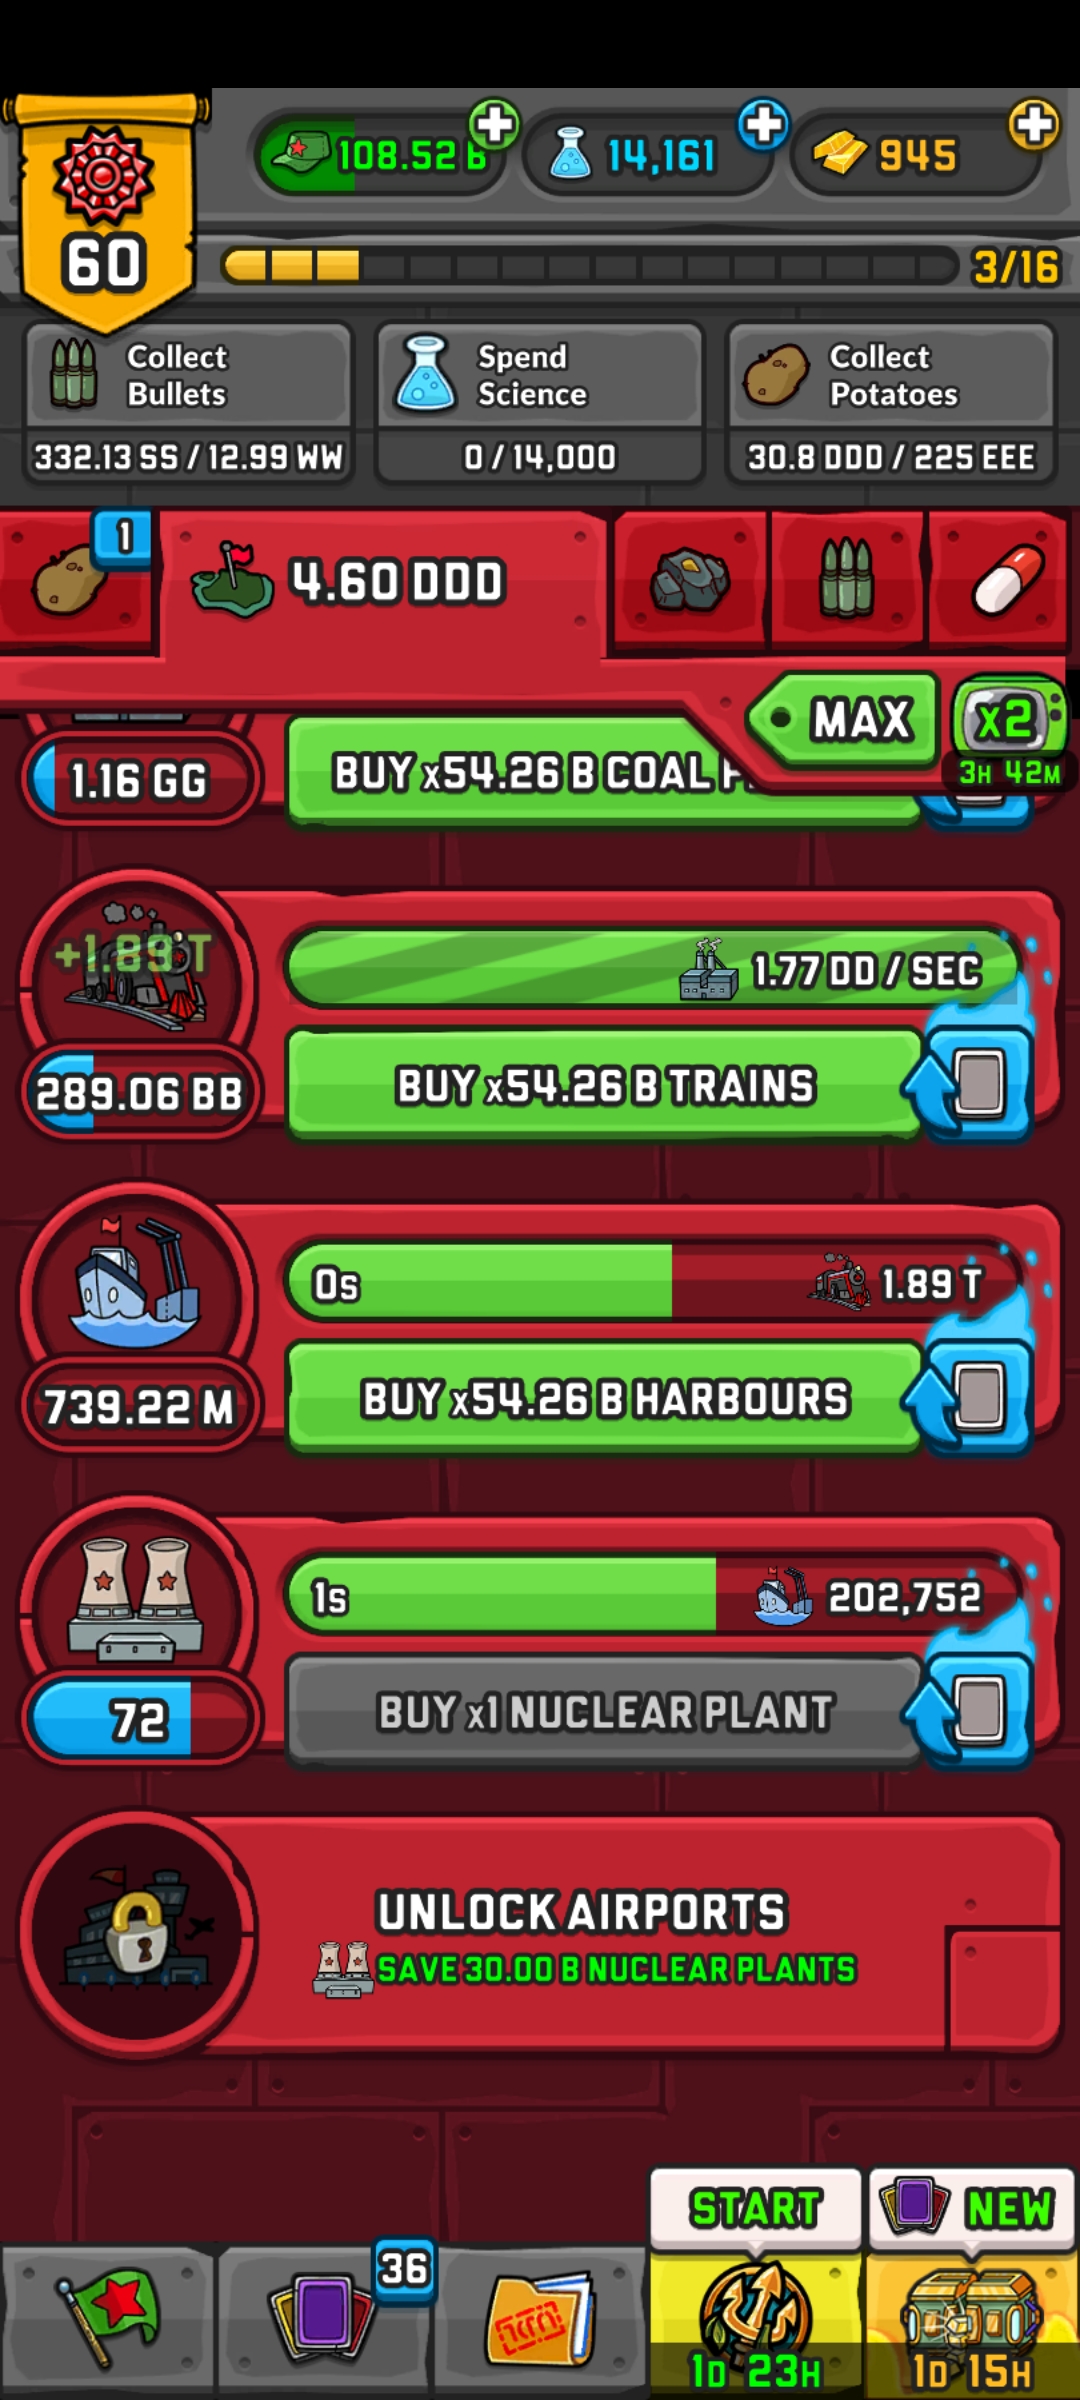 60
108.52 B
14,161
945
3/16
Collect
Bullets
332.13 SS / 12.99 WW
Spend
Science
0 / 14,000
Collect
Potatoes
30.8 DDD / 225 EEE
1
4.60 DDD
MAX
x2
3H 42M
1.16 GG
BUY x54.26 B COAL
+1.89 T
1.77 DD / SEC
289.06 BB
BUY x54.26 B TRAINS
0s
1.89 T
739.22 M
BUY x54.26 B HARBOURS
1s
202,752
72
BUY x1 NUCLEAR PLANT
UNLOCK AIRPORTS
SAVE 30.00 B NUCLEAR PLANTS
START
NEW
36
1D 23H
1D 15H